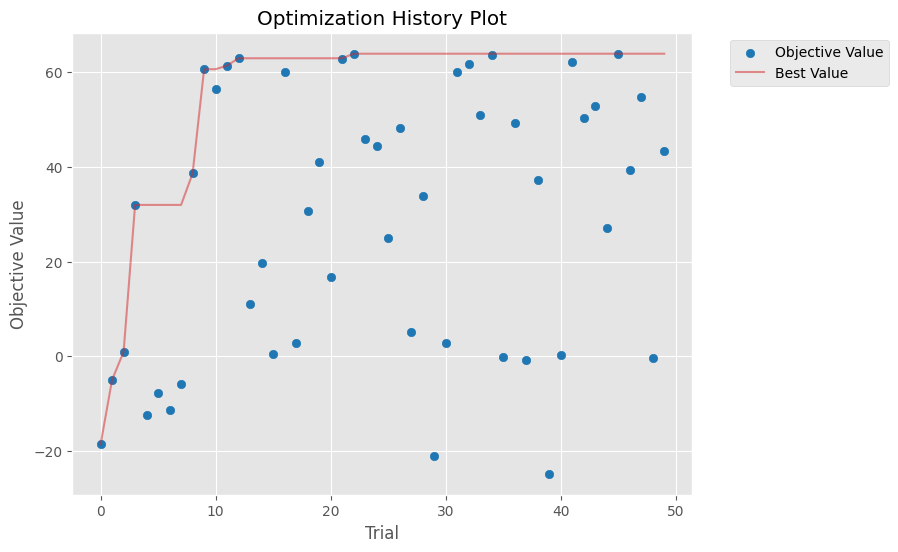 Optimization History Plot
Objective Value
Best Value
Objective Value
60
40
20
0
−20
0 10 20 30 40 50
Trial